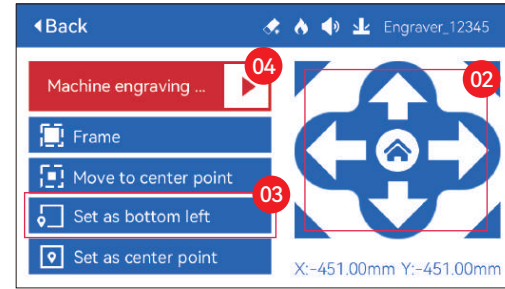 Back
Engraver_12345
04
Machine engraving ...
02
Frame
Move to center point
03
Set as bottom left
Set as center point
X:-451.00mm Y:-451.00mm